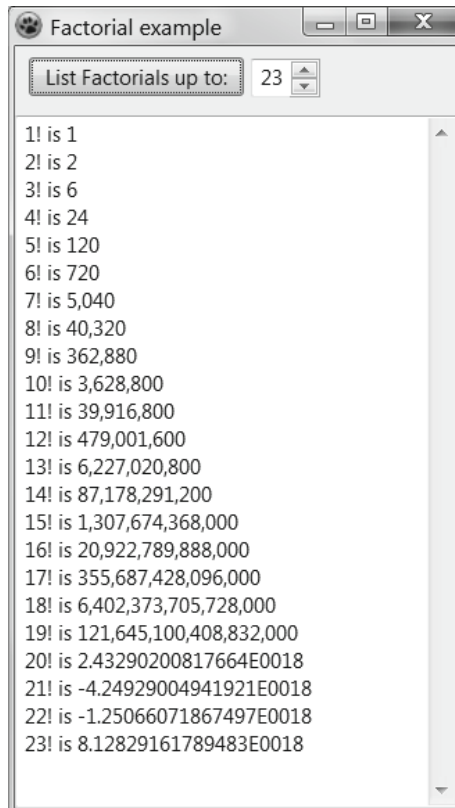 Factorial example
List Factorials up to: 23
1! is 1
2! is 2
3! is 6
4! is 24
5! is 120
6! is 720
7! is 5,040
8! is 40,320
9! is 362,880
10! is 3,628,800
11! is 39,916,800
12! is 479,001,600
13! is 6,227,020,800
14! is 87,178,291,200
15! is 1,307,674,368,000
16! is 20,922,789,888,000
17! is 355,687,428,096,000
18! is 6,402,373,705,728,000
19! is 121,645,100,408,832,000
20! is 2.43290200817664E0018
21! is -4.24929004941921E0018
22! is -1.25066071867497E0018
23! is 8.12829161789483E0018